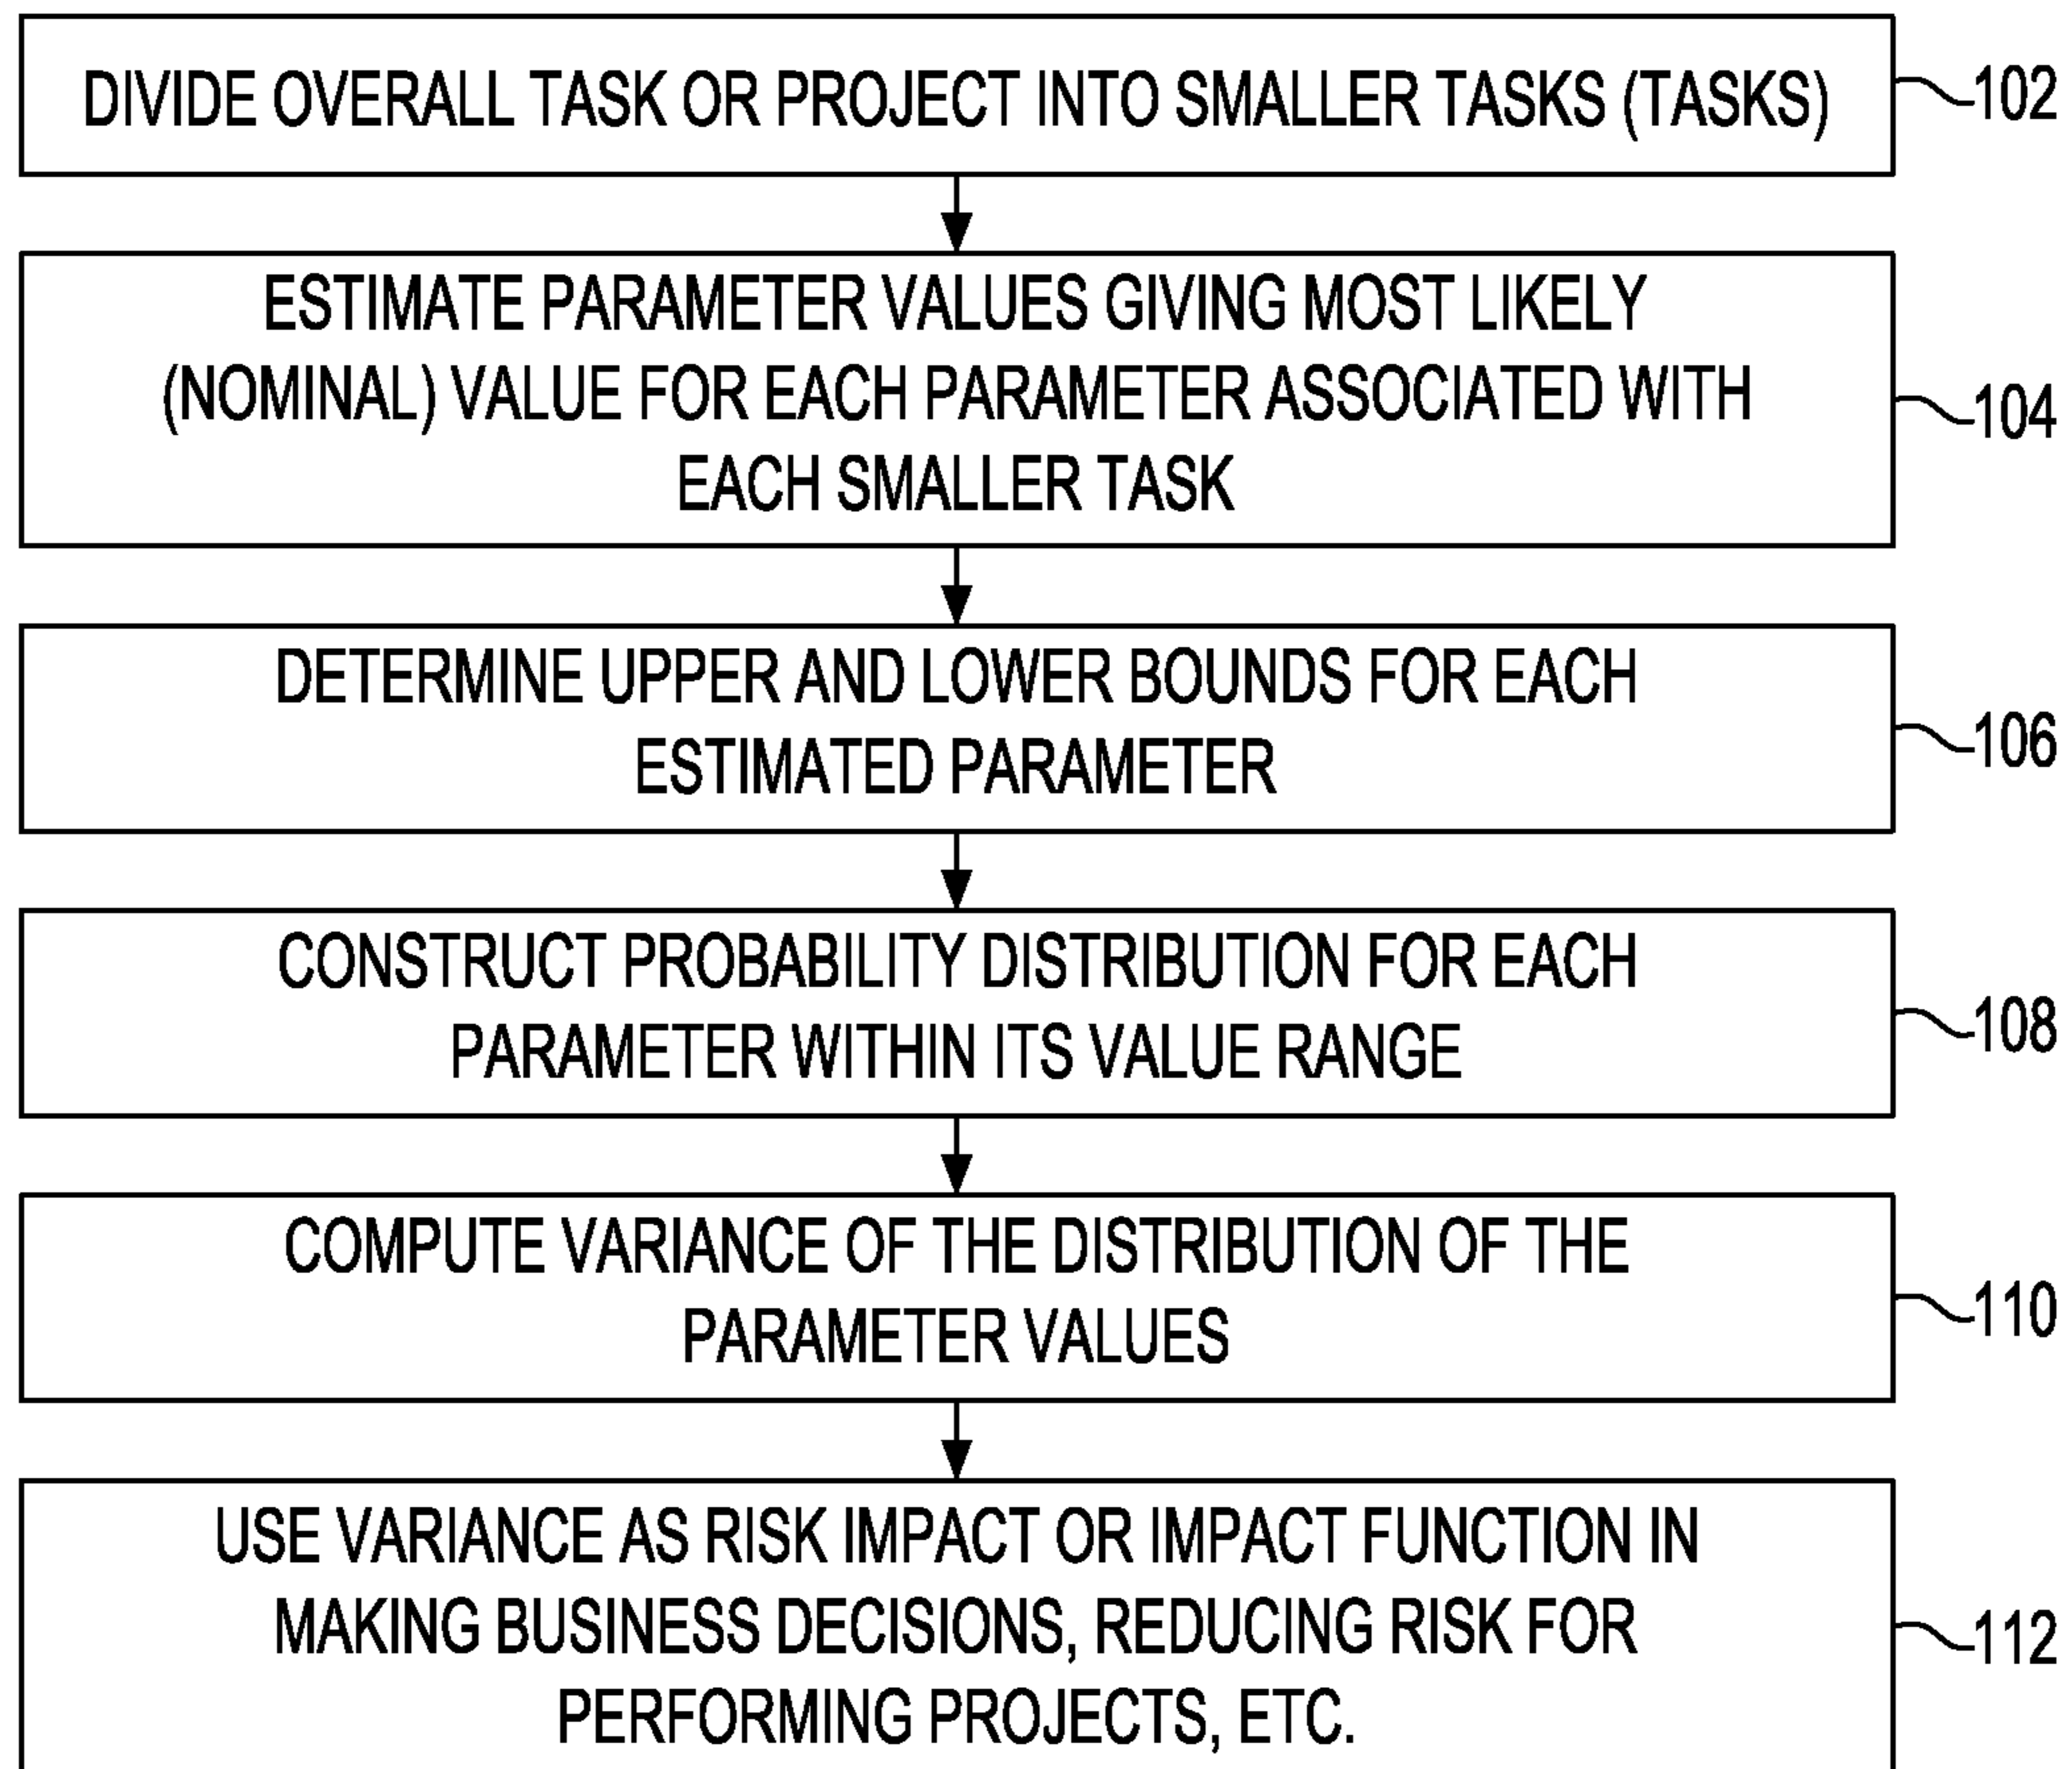 DIVIDE OVERALL TASK OR PROJECT INTO SMALLER TASKS (TASKS)
102
ESTIMATE PARAMETER VALUES GIVING MOST LIKELY
(NOMINAL) VALUE FOR EACH PARAMETER ASSOCIATED WITH
EACH SMALLER TASK
104
DETERMINE UPPER AND LOWER BOUNDS FOR EACH
ESTIMATED PARAMETER
106
CONSTRUCT PROBABILITY DISTRIBUTION FOR EACH
PARAMETER WITHIN ITS VALUE RANGE
108
COMPUTE VARIANCE OF THE DISTRIBUTION OF THE
PARAMETER VALUES
110
USE VARIANCE AS RISK IMPACT OR IMPACT FUNCTION IN
MAKING BUSINESS DECISIONS, REDUCING RISK FOR
PERFORMING PROJECTS, ETC.
112